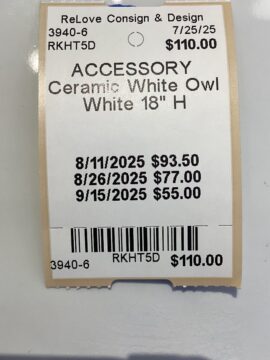 ReLove Consign & Design
3940-6 7/25/25
RKHT5D $110.00
ACCESSORY
Ceramic White Owl
White 18" H
8/11/2025 $93.50
8/26/2025 $77.00
9/15/2025 $55.00
3940-6 RKHT5D $110.00